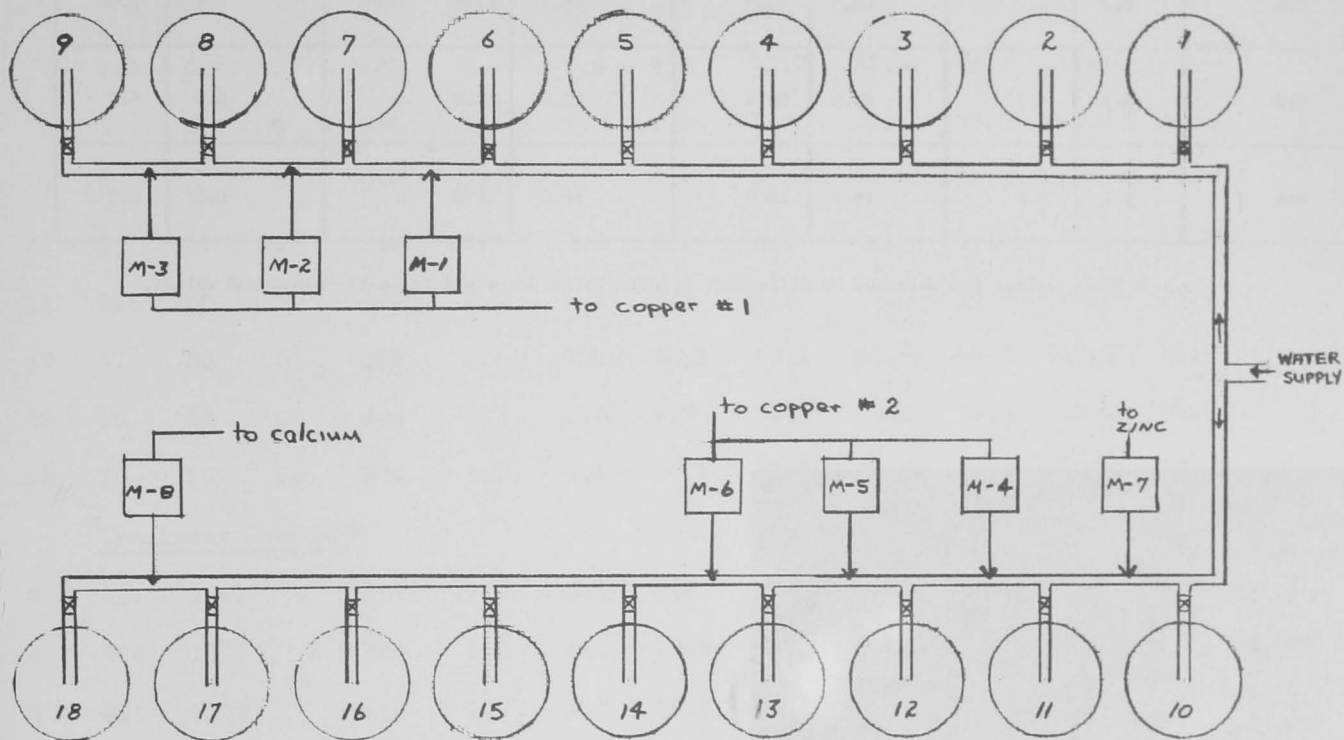 9 8 7 6 5 4 3 2 1
M-3 M-2 M-1
to copper #1
WATER
SUPPLY
to copper #2
to
ZINC
to calcium
M-8 M-6 M-5 M-4 M-7
18 17 16 15 14 13 12 11 10